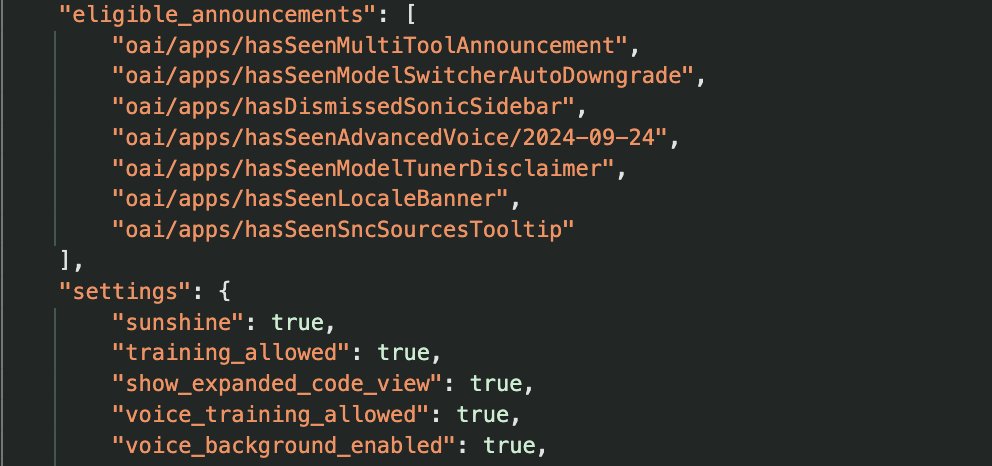 "eligible_announcements": [
"oai/apps/hasSeenMultiToolAnnouncement",
"oai/apps/hasSeenModelSwitcherAutoDowngrade",
"oai/apps/hasDismissedSonicSidebar",
"oai/apps/hasSeenAdvancedVoice/2024-09-24",
"oai/apps/hasSeenModelTunerDisclaimer",
"oai/apps/hasSeenLocaleBanner",
"oai/apps/hasSeenSncSourcesTooltip"
],
"settings": {
"sunshine": true,
"training_allowed": true,
"show_expanded_code_view": true,
"voice_training_allowed": true,
"voice_background_enabled": true,